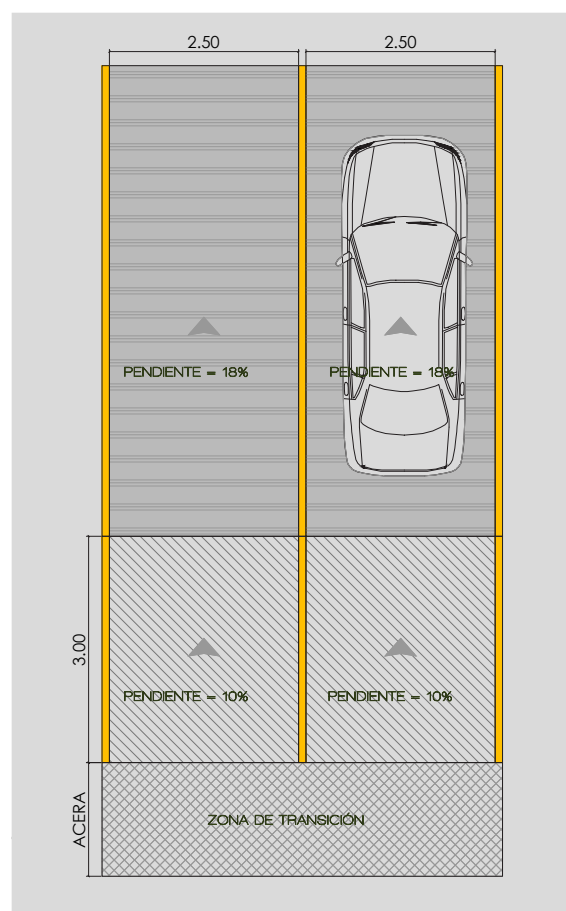 2.50 2.50
PENDIENTE = 18% PENDIENTE = 18%
3.00
PENDIENTE = 10% PENDIENTE = 10%
ACERA
ZONA DE TRANSICIÓN